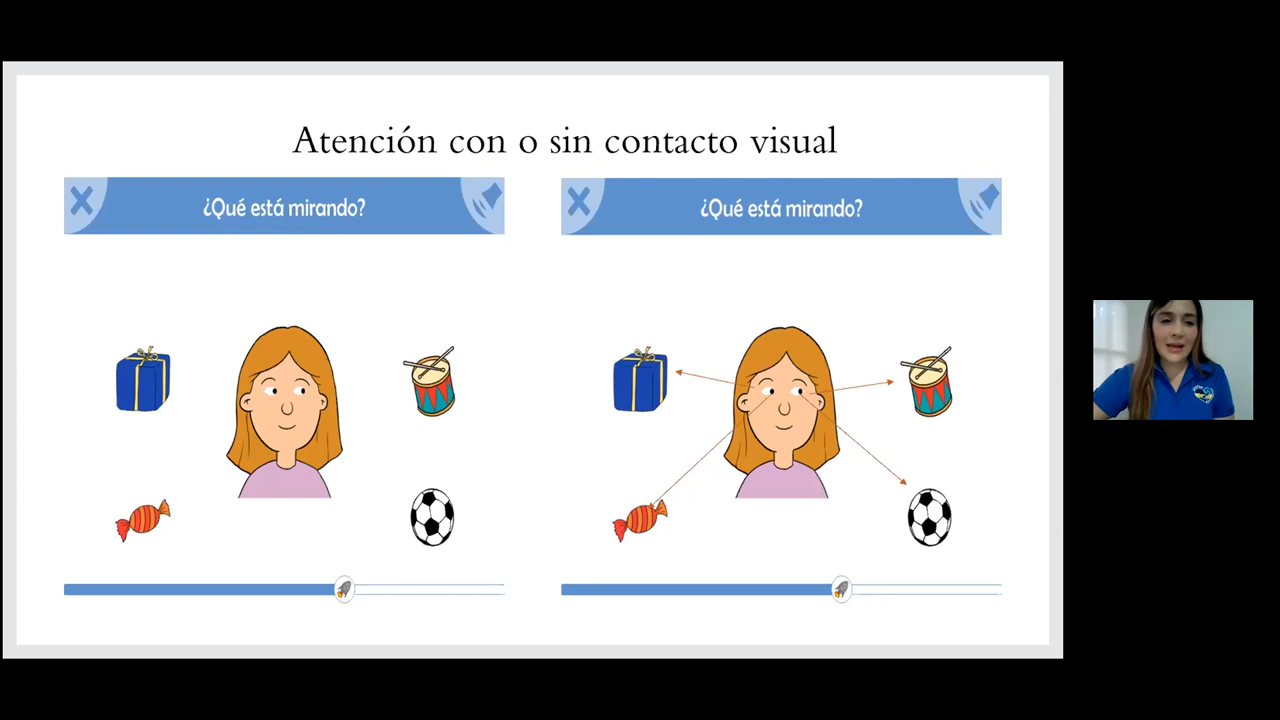 Atención con o sin contacto visual
¿Qué está mirando?
¿Qué está mirando?